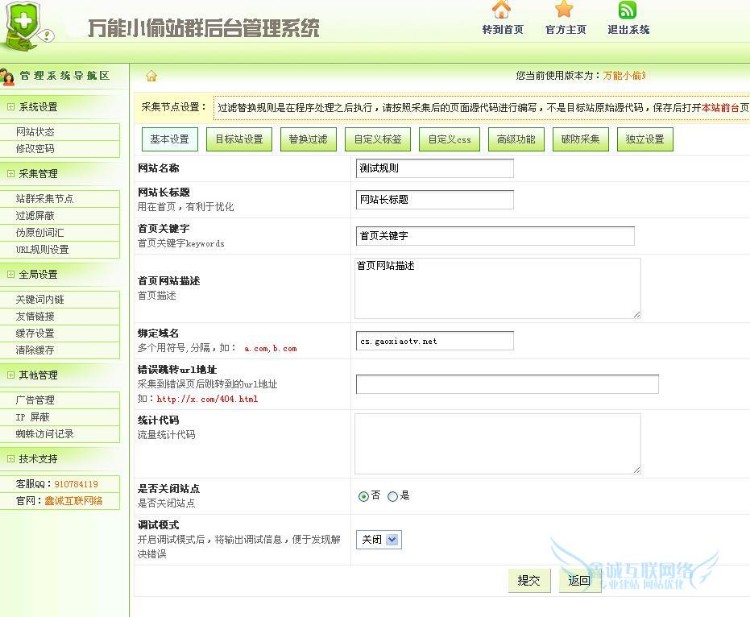 万能小偷站群后台管理系统
转到首页
官方主页
退出系统
管理系统导航区
您当前使用版本为：万能小偷
系统设置
网站状态
修改密码
采集管理
站群采集节点
过滤屏蔽
伪原创词汇
URL规则设置
全局设置
关键词内链
友情链接
缓存设置
清除缓存
其他管理
广告管理
IP 屏蔽
蜘蛛访问记录
技术支持
客服QQ：910784119
官网：鑫诚互联网络
采集节点设置：
过滤替换规则是在程序处理之后执行，请按照采集后的页面源代码进行编写，不是目标站原始源代码，保存后打开本站前台页
基本设置
目标站设置
替换过滤
自定义标签
自定义css
高级功能
破防采集
独立设置
网站名称
测试规则
网站长标题
用在首页，有利于优化
网站长标题
首页关键字
首页关键字keywords
首页关键字
首页网站描述
首页描述
首页网站描述
绑定域名
多个用符号,分隔，如： a.com,b.com
cs.gaoxiaotv.net
错误跳转url地址
采集到错误页后跳转到的url地址
如：http://x.com/404.html
统计代码
流量统计代码
是否关闭站点
是否关闭站点
否 是
调试模式
开启调试模式后，将输出调试信息，便于发现解
决错误
关闭
提交
返回
鑫诚互联网络
专业建站 网站优化